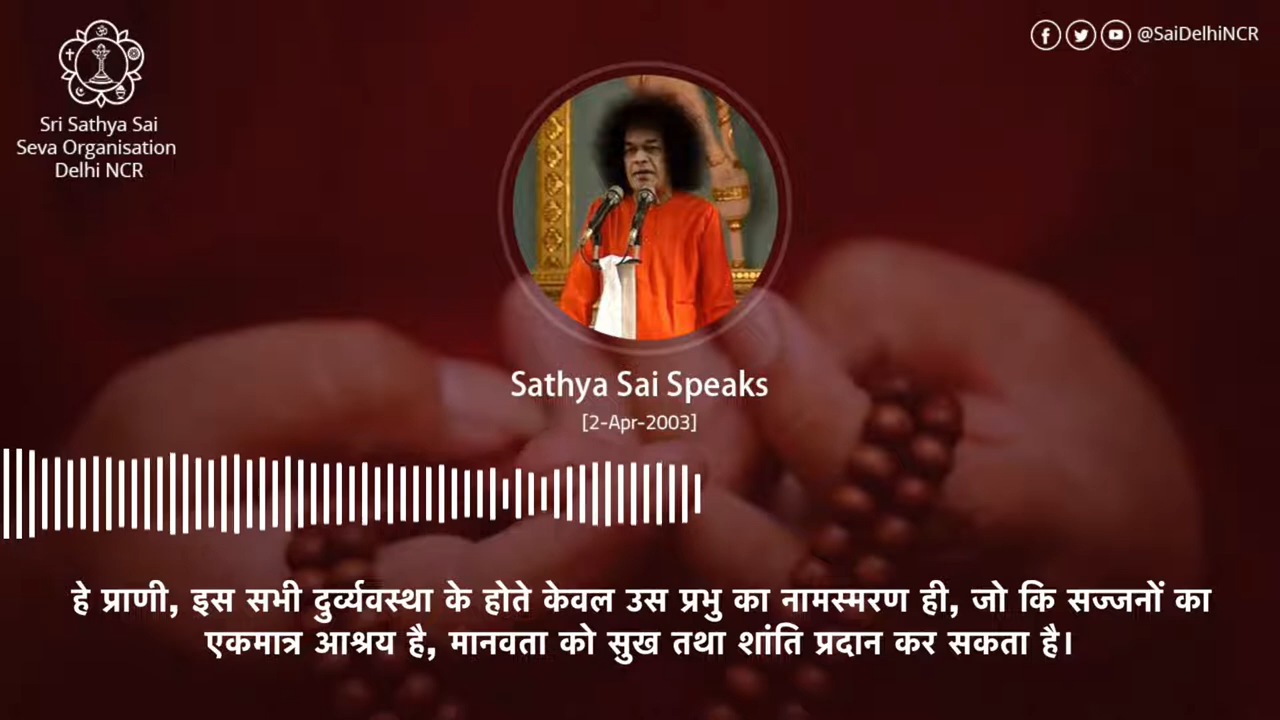 Sri Sathya Sai
Seva Organisation
Delhi NCR
@SaiDelhiNCR
Sathya Sai Speaks
[2-Apr-2003]
हे प्राणी, इस सभी दुर्व्यवस्था के होते केवल उस प्रभु का नामस्मरण ही, जो कि सज्जनों का
एकमात्र आश्रय है, मानवता को सुख तथा शांति प्रदान कर सकता है।